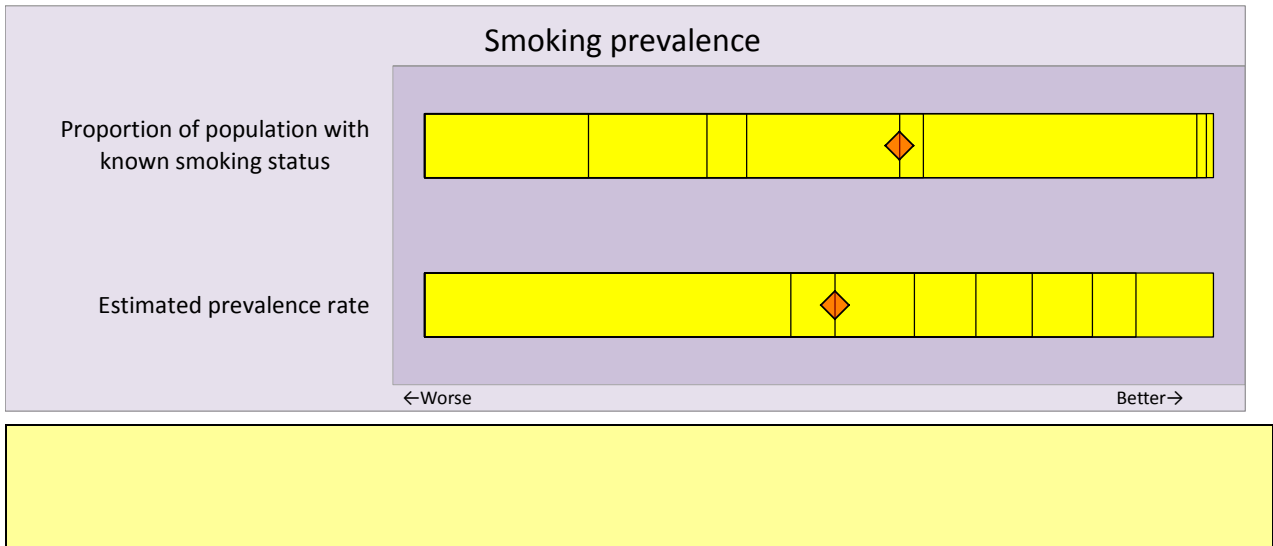 Smoking prevalence
Proportion of population with
known smoking status
Estimated prevalence rate
←Worse
Better→